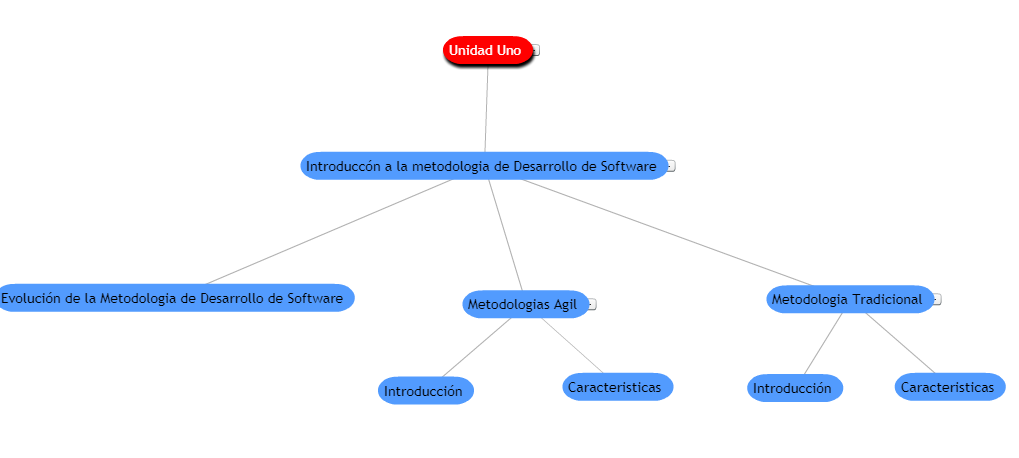 Unidad Uno
Introduccón a la metodologia de Desarrollo de Software
Evolución de la Metodologia de Desarrollo de Software
Metodologias Agil
Metodologia Tradicional
Introducción
Caracteristicas
Introducción
Caracteristicas